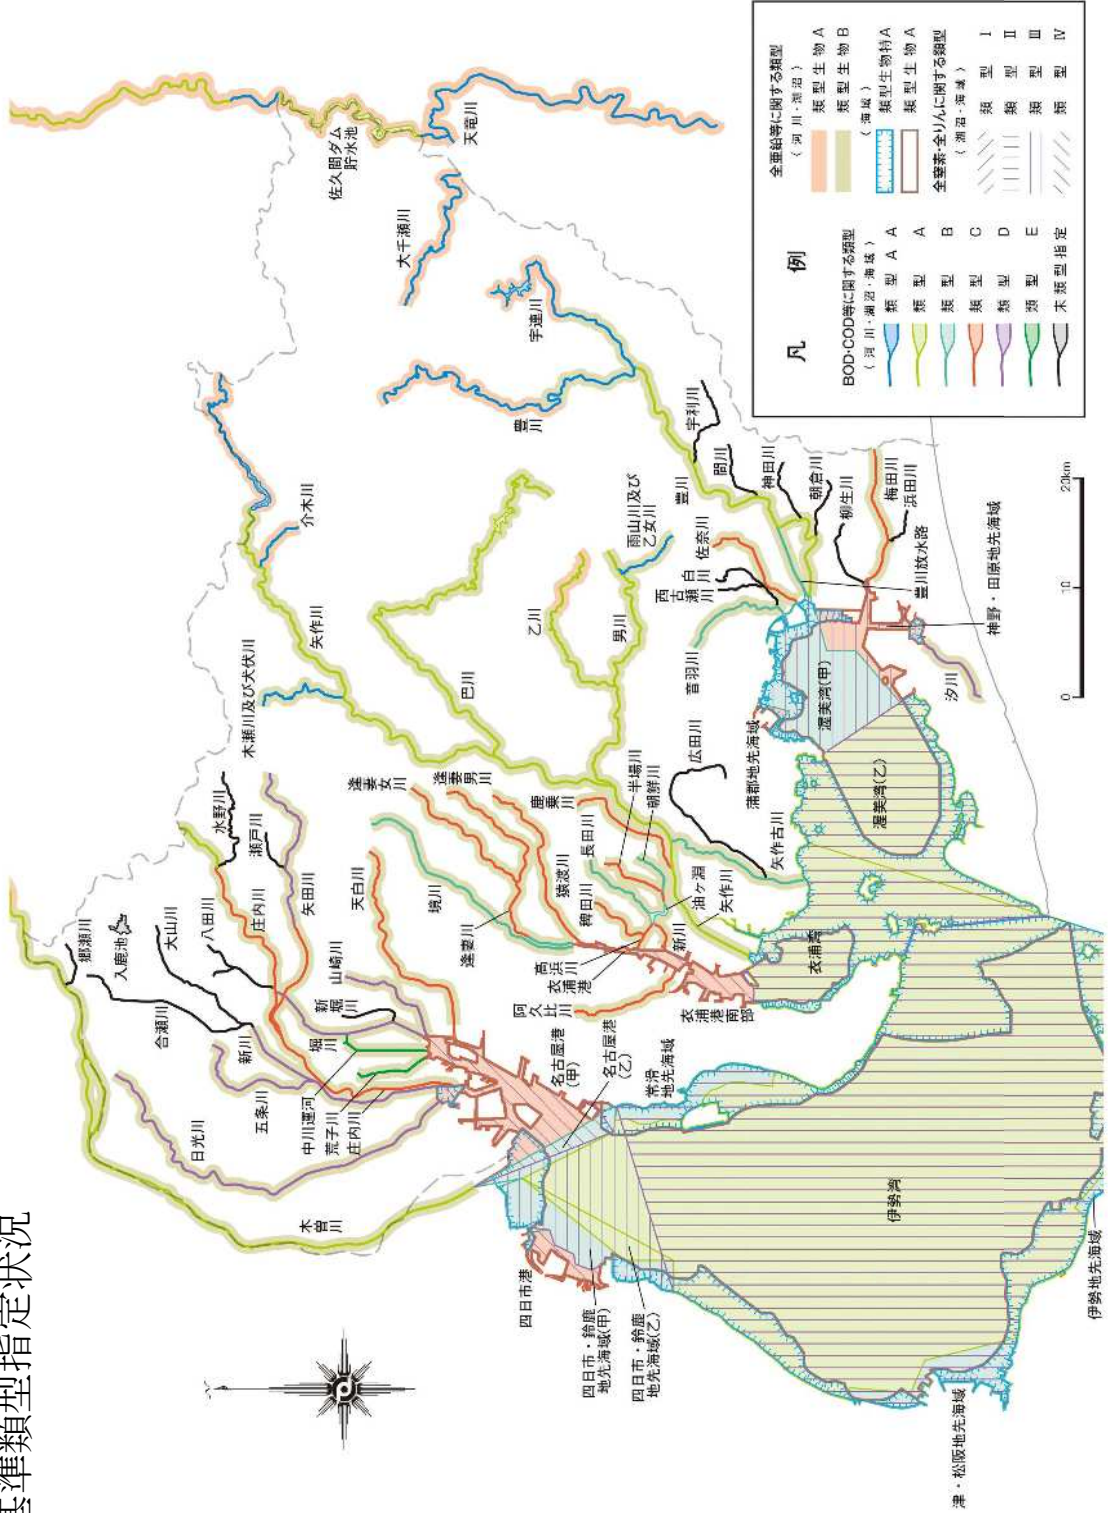 基準類型指定状況
木曽川
日光川
五条川
合瀬川
郷瀬川
入鹿池
大山川
八田川
新川
水野川
瀬戸川
庄内川
矢田川
山崎川
新堀川
堀川
中川運河
荒子川
庄内川
天白川
境川
逢妻川
逢妻女川
逢妻男川
猿渡川
鹿乗川
稗田川
長田川
半場川
朝鮮川
高浜川
衣浦港
新川
油ヶ淵
矢作川
阿久比川
衣浦港南部
衣浦湾
名古屋港
(甲)
名古屋港
(乙)
常滑
地先海域
四日市港
四日市・鈴鹿
地先海域(甲)
四日市・鈴鹿
地先海域(乙)
伊勢湾
伊勢地先海域
津・松阪地先海域
木瀬川及び犬伏川
矢作川
介木川
巴川
乙川
男川
雨山川及び
乙女川
広田川
矢作古川
蒲郡地先海域
渥美湾(甲)
渥美湾(乙)
音羽川
西古瀬川
白川
佐奈川
豊川
豊川
宇連川
大千瀬川
佐久間ダム
貯水池
天竜川
宇利川
間川
神田川
朝倉川
柳生川
梅田川
浜田川
豊川放水路
神野・田原地先海域
汐川
0 10 20km
凡例
BOD・COD等に関する類型
(河川・湖沼・海域)
類型AA
類型A
類型B
類型C
類型D
類型E
未類型指定
全亜鉛等に関する類型
(河川・湖沼)
類型生物A
類型生物B
(海域)
類型生物特A
類型生物A
全窒素・全りんに関する類型
(湖沼・海域)
類型Ⅰ
類型Ⅱ
類型Ⅲ
類型Ⅳ